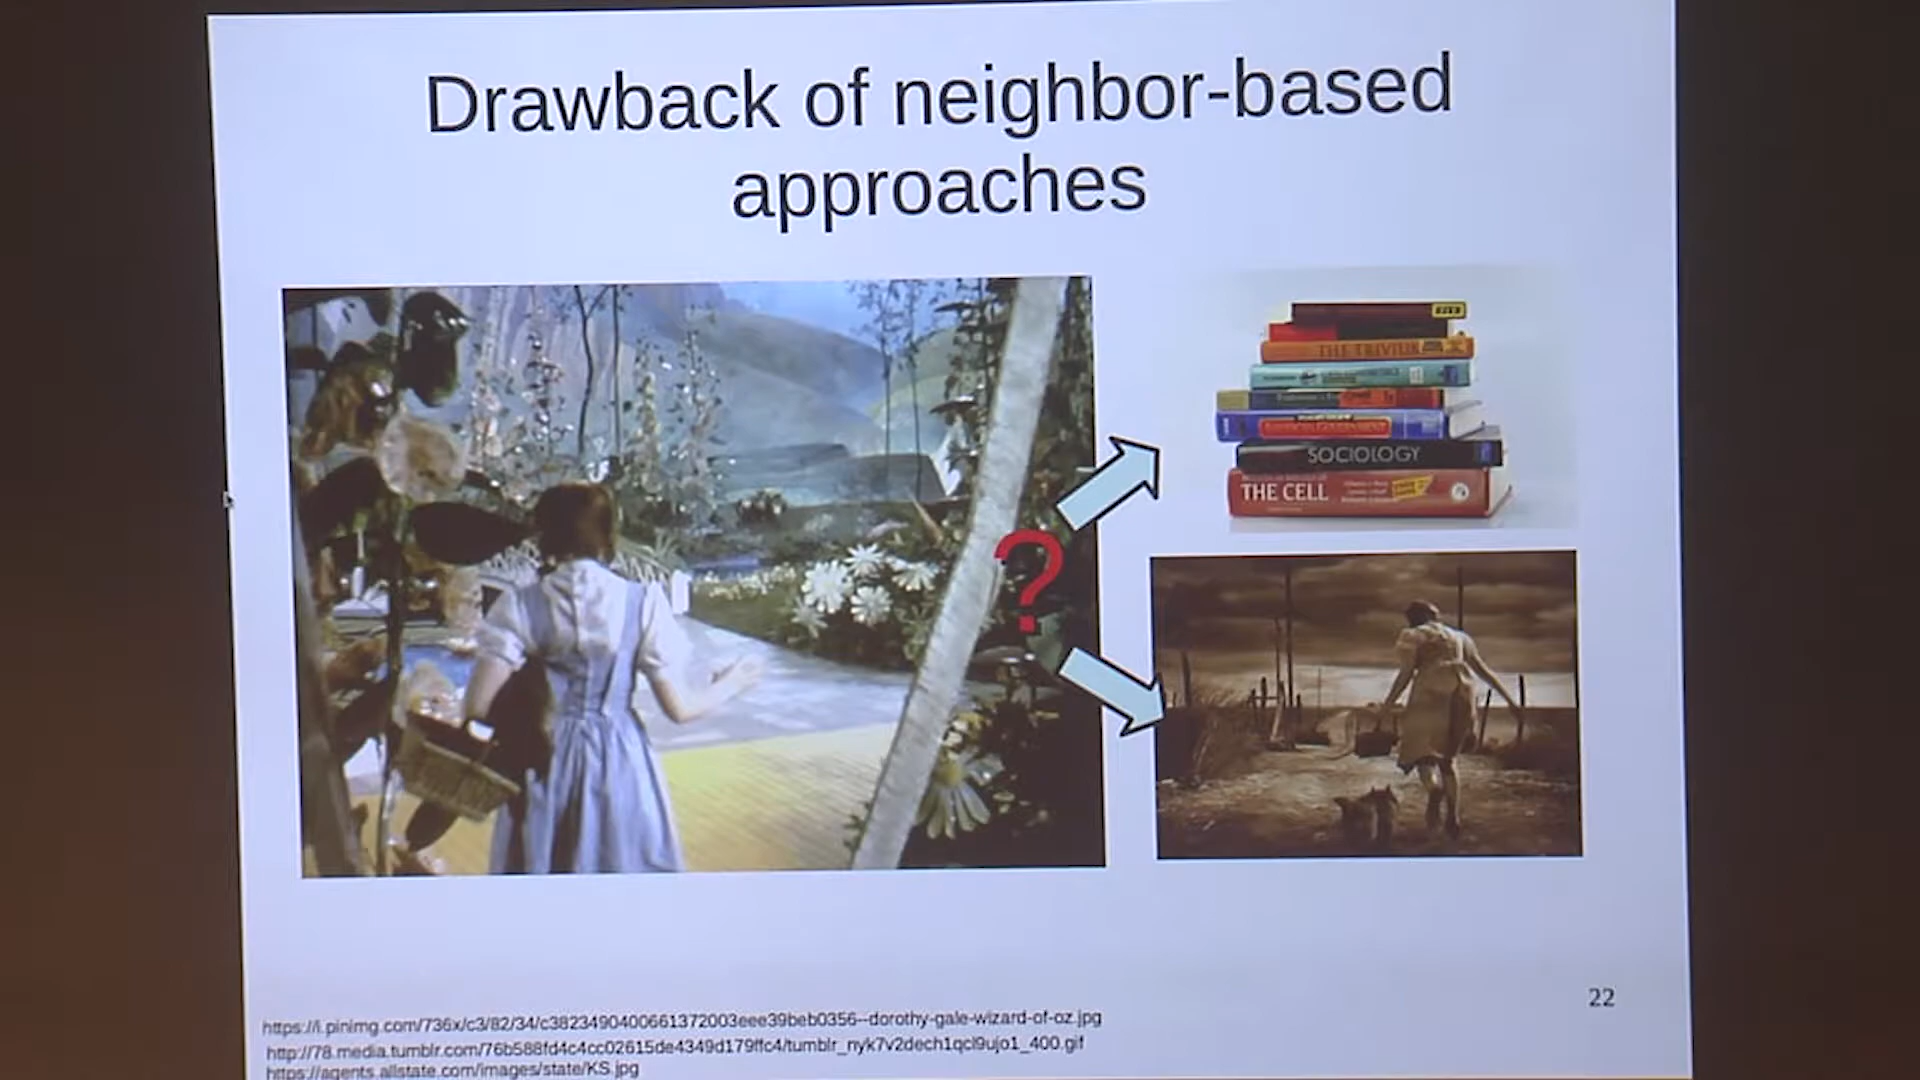 Drawback of neighbor-based
approaches
THE TRIVIUM
SOCIOLOGY
THE CELL
?
22
https://i.pinimg.com/736x/c3/82/34/c3823490400661372003eee39beb0356--dorothy-gale-wizard-of-oz.jpg
http://78.media.tumblr.com/76b588fd4c4cc02615de4349d179ffc4/tumblr_nyk7v2dech1qcl9ujo1_400.gif
https://agents.allstate.com/images/state/KS.jpg